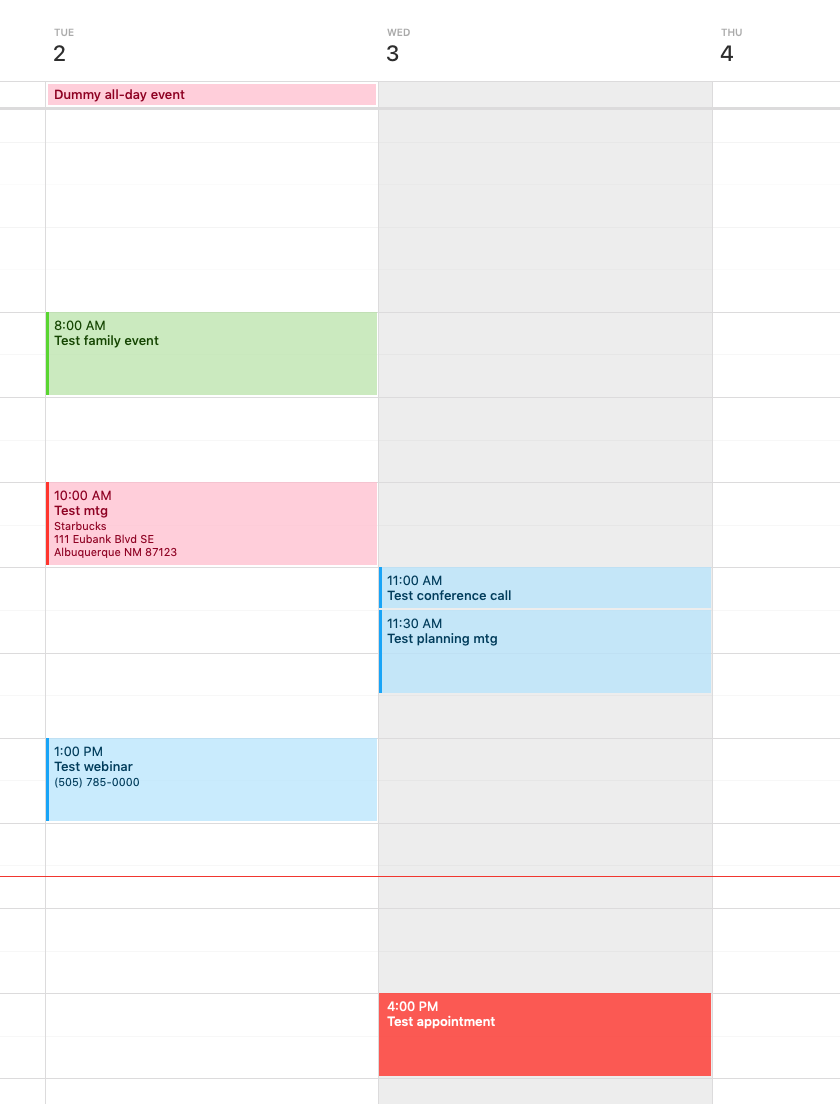 TUE
2
WED
3
THU
4
Dummy all-day event
8:00 AM
Test family event
10:00 AM
Test mtg
Starbucks
111 Eubank Blvd SE
Albuquerque NM 87123
1:00 PM
Test webinar
(505) 785-0000
11:00 AM
Test conference call
11:30 AM
Test planning mtg
4:00 PM
Test appointment